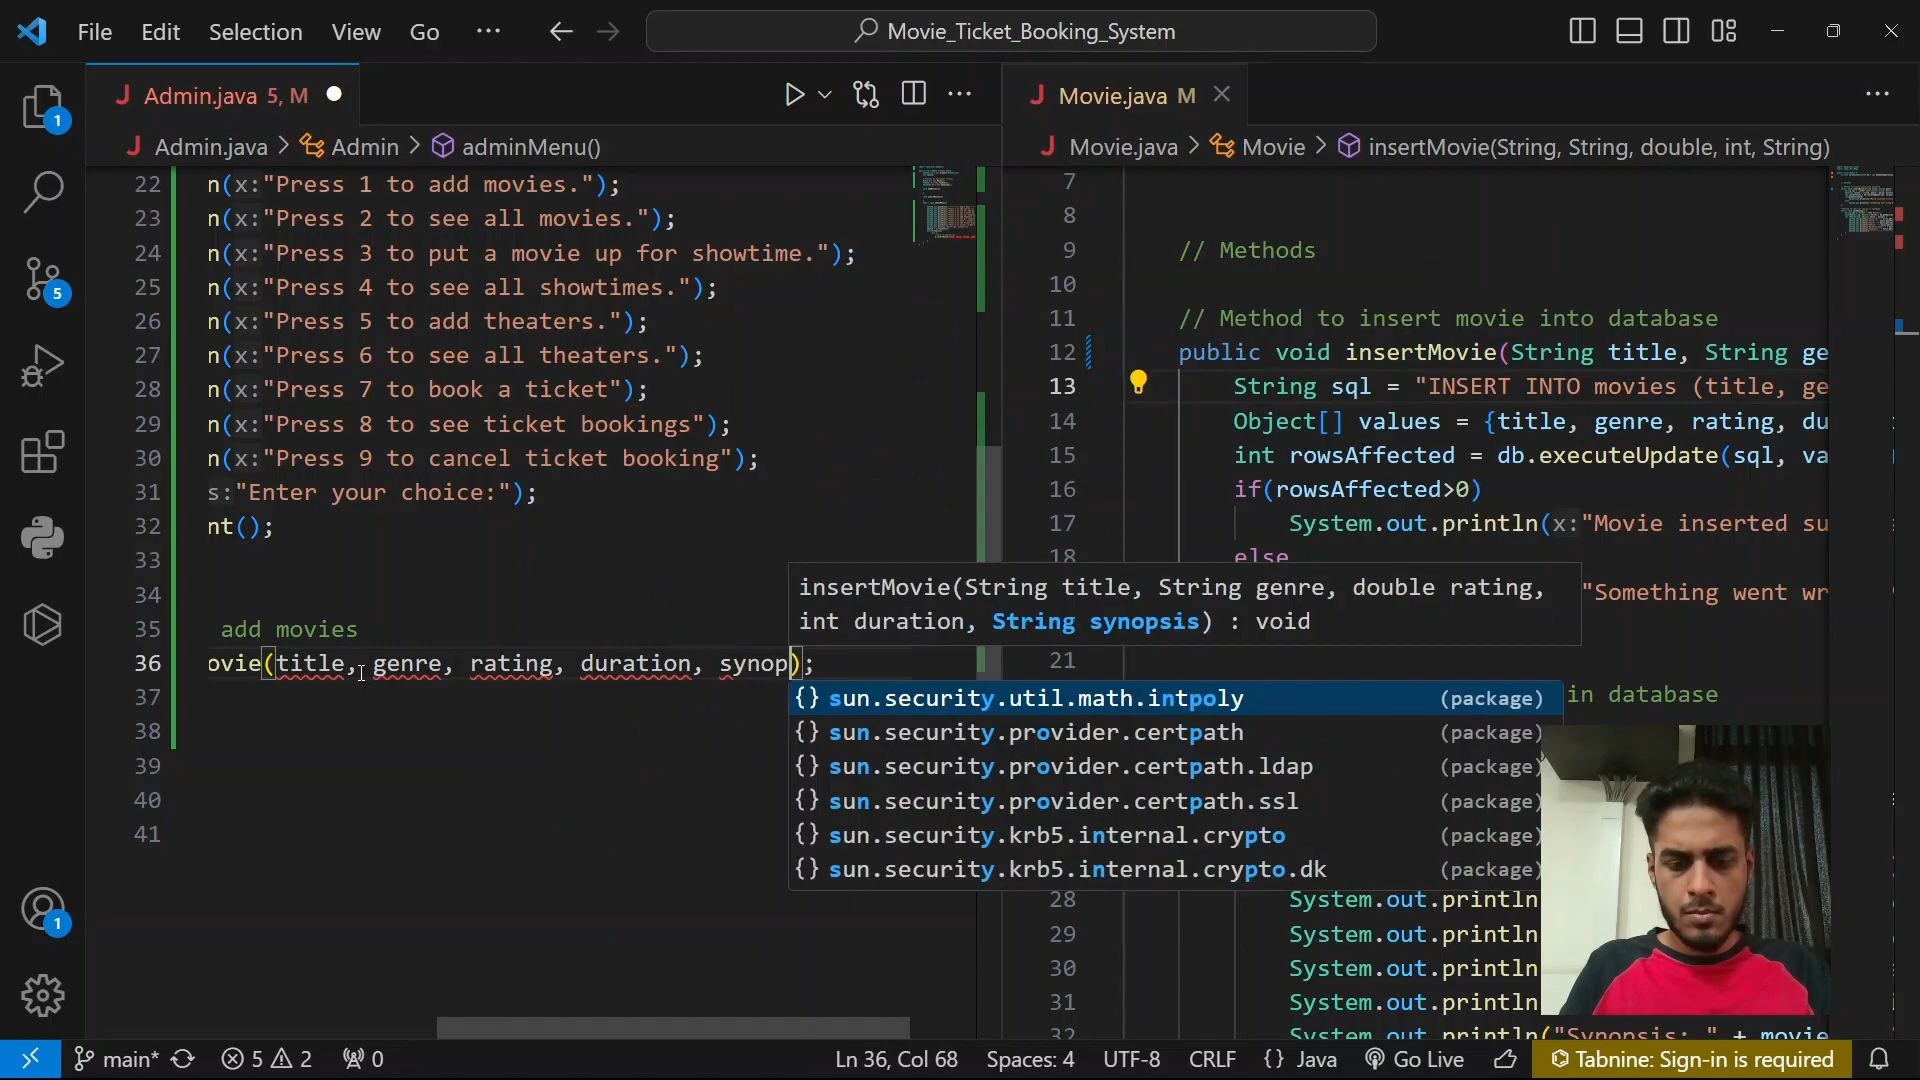 File Edit Selection View Go ··· Movie_Ticket_Booking_System
Admin.java 5, M
Admin.java > Admin > adminMenu()
22 n(x:"Press 1 to add movies.");
23 n(x:"Press 2 to see all movies.");
24 n(x:"Press 3 to put a movie up for showtime.");
25 n(x:"Press 4 to see all showtimes.");
26 n(x:"Press 5 to add theaters.");
27 n(x:"Press 6 to see all theaters.");
28 n(x:"Press 7 to book a ticket");
29 n(x:"Press 8 to see ticket bookings");
30 n(x:"Press 9 to cancel ticket booking");
31 s:"Enter your choice:");
32 nt();
33
34
35 add movies
36 ovie(title, genre, rating, duration, synop);
37
38
39
40
41
insertMovie(String title, String genre, double rating,
int duration, String synopsis) : void
{} sun.security.util.math.intpoly (package)
{} sun.security.provider.certpath (package)
{} sun.security.provider.certpath.ldap (package)
{} sun.security.provider.certpath.ssl (package)
{} sun.security.krb5.internal.crypto (package)
{} sun.security.krb5.internal.crypto.dk (package)
Movie.java M
Movie.java > Movie > insertMovie(String, String, double, int, String)
7
8
9 // Methods
10
11 // Method to insert movie into database
12 public void insertMovie(String title, String ge
13 String sql = "INSERT INTO movies (title, ge
14 Object[] values = {title, genre, rating, du
15 int rowsAffected = db.executeUpdate(sql, va
16 if(rowsAffected>0)
17 System.out.println(x:"Movie inserted su
18 else
"Something went wr
21
in database
28 System.out.println
29 System.out.println
30 System.out.println
31 System.out.println
32 System.out.println("Synopsis: " + movie
1
5
1
main* 5 2 0 Ln 36, Col 68 Spaces: 4 UTF-8 CRLF {} Java Go Live Tabnine: Sign-in is required